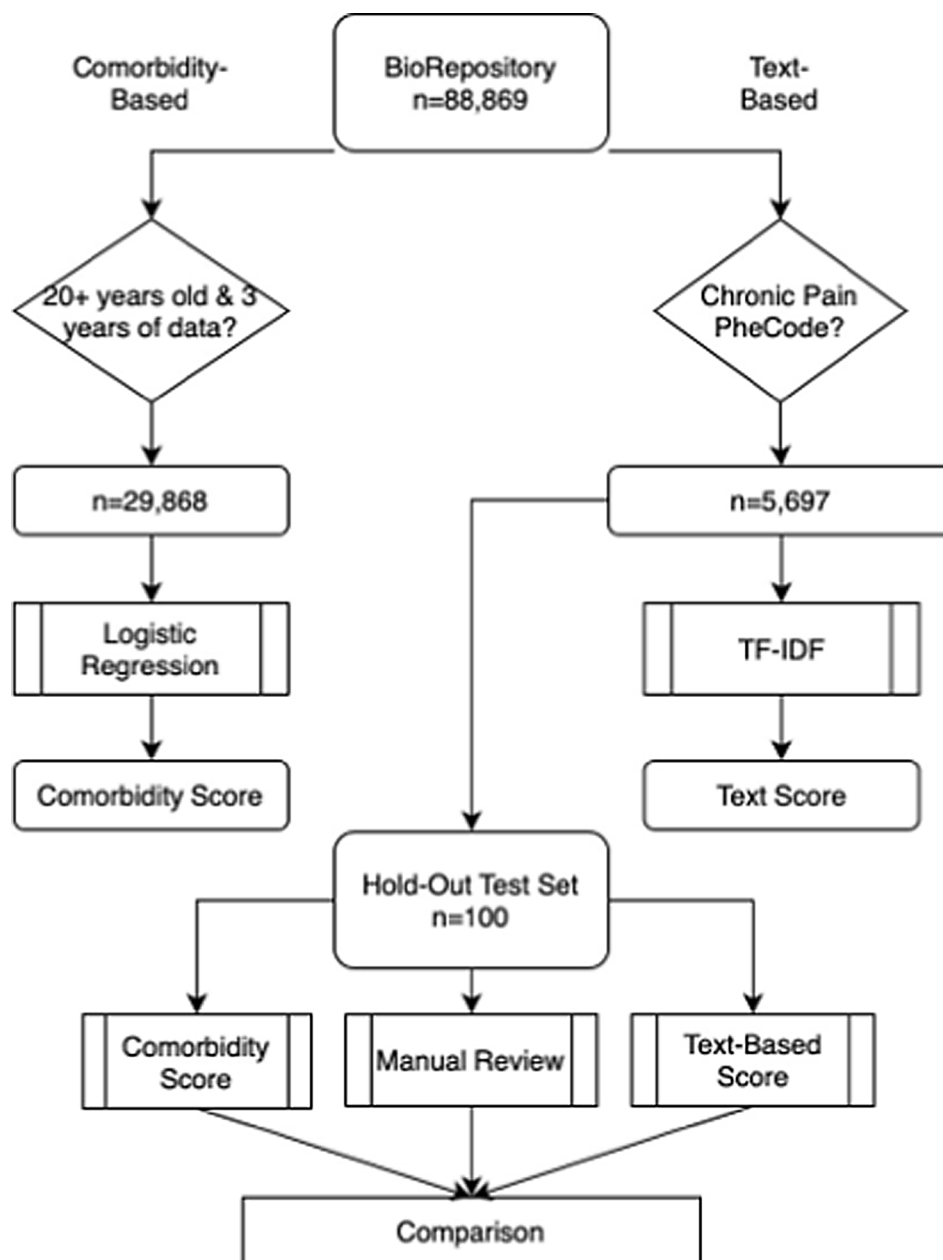 Comorbidity-
Based
BioRepository
n=88,869
Text-
Based
20+ years old & 3
years of data?
Chronic Pain
PheCode?
n=29,868
n=5,697
Logistic
Regression
TF-IDF
Comorbidity Score
Text Score
Hold-Out Test Set
n=100
Comorbidity
Score
Manual Review
Text-Based
Score
Comparison